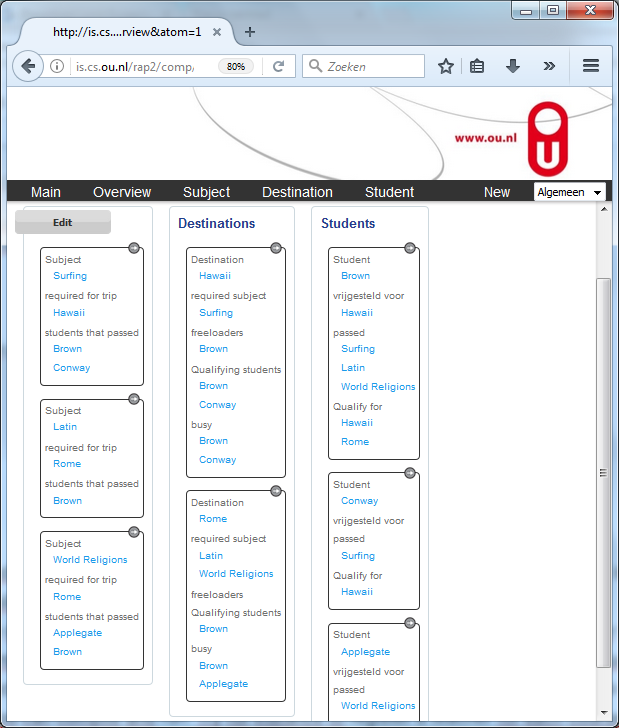 http://is.cs....rview&atom=1
is.cs.ou.nl/rap2/comp/
80%
Zoeken
www.ou.nl
U
Main
Overview
Subject
Destination
Student
New
Algemeen
Edit
Subject
Surfing
required for trip
Hawaii
students that passed
Brown
Conway
Subject
Latin
required for trip
Rome
students that passed
Brown
Subject
World Religions
required for trip
Rome
students that passed
Applegate
Brown
Destinations
Destination
Hawaii
required subject
Surfing
freeloaders
Brown
Qualifying students
Brown
Conway
busy
Brown
Conway
Destination
Rome
required subject
Latin
World Religions
freeloaders
Qualifying students
Brown
busy
Brown
Applegate
Students
Student
Brown
vrijgesteld voor
Hawaii
passed
Surfing
Latin
World Religions
Qualify for
Hawaii
Rome
Student
Conway
vrijgesteld voor
passed
Surfing
Qualify for
Hawaii
Student
Applegate
vrijgesteld voor
passed
World Religions